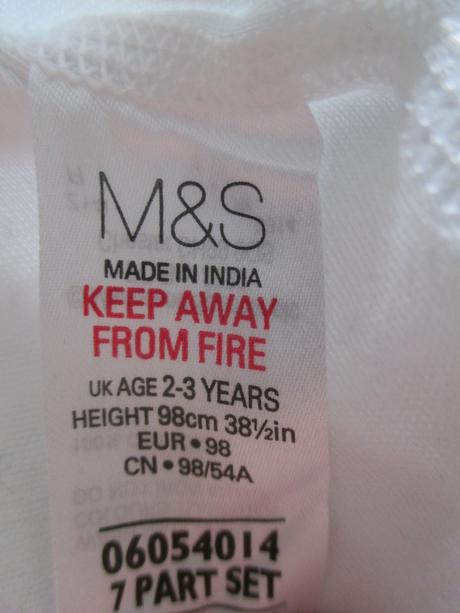 M&S
MADE IN INDIA
KEEP AWAY
FROM FIRE
UK AGE 2-3 YEARS
HEIGHT 98cm 38½in
EUR • 98
CN • 98/54A
06054014
7 PART SET